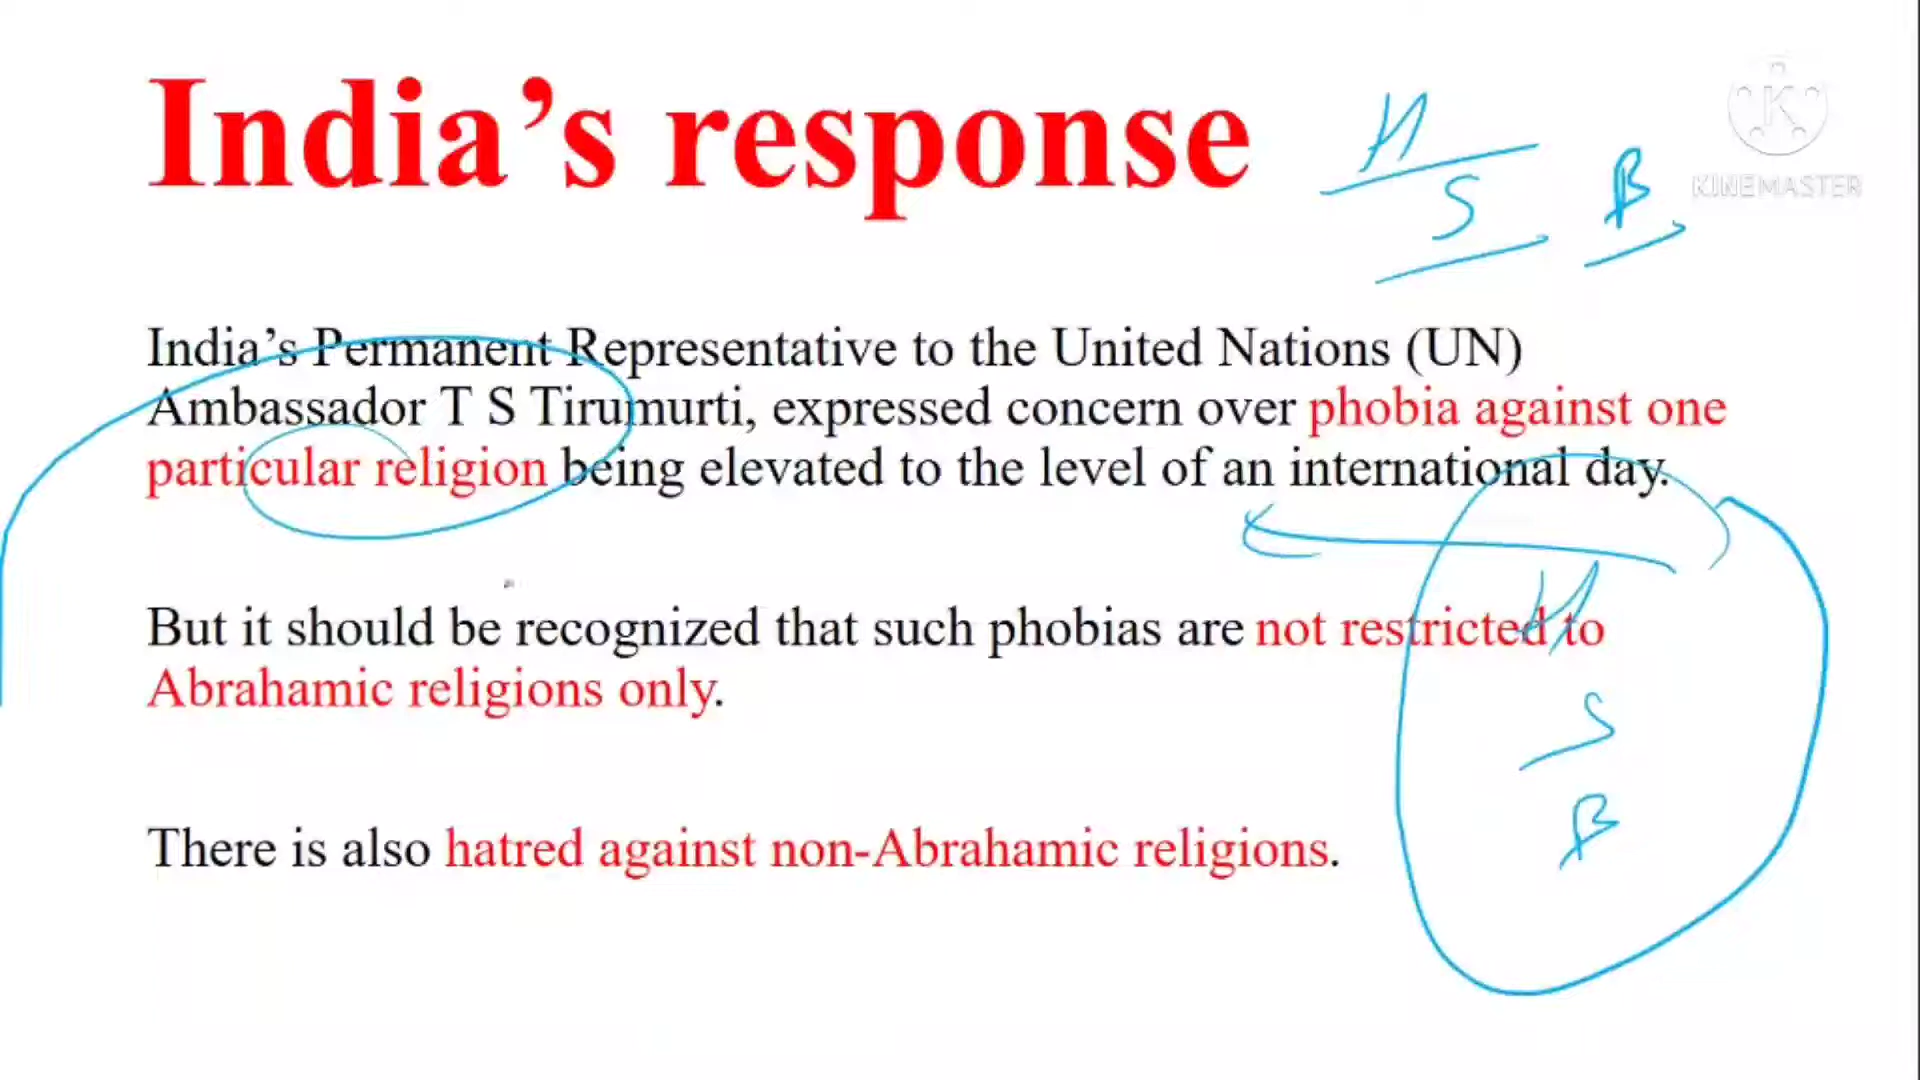 India’s response
H
S
B
KINEMASTER
India’s Permanent Representative to the United Nations (UN)
Ambassador T S Tirumurti, expressed concern over phobia against one
particular religion being elevated to the level of an international day.
But it should be recognized that such phobias are not restricted to
Abrahamic religions only.
H
S
B
There is also hatred against non-Abrahamic religions.